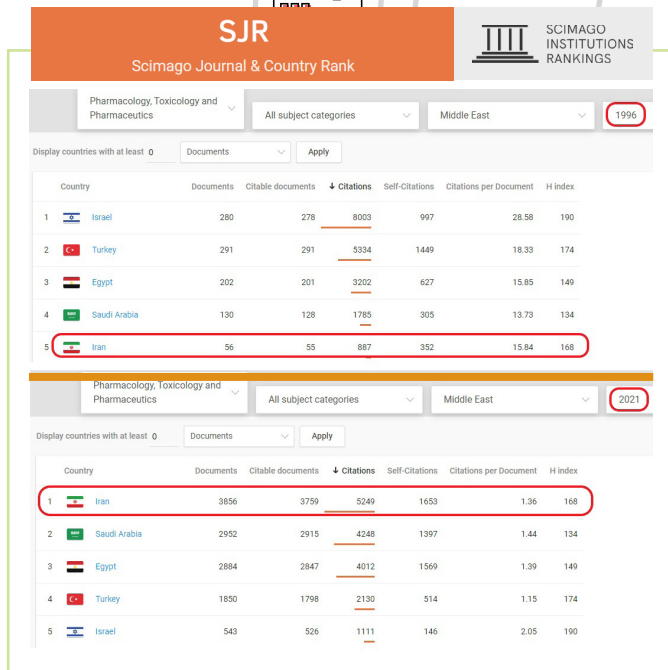 SJR
Scimago Journal & Country Rank
SCIMAGO
INSTITUTIONS
RANKINGS
Pharmacology, Toxicology and
Pharmaceutics
All subject categories
Middle East
1996
Display countries with at least 0 Documents Apply
Country Documents Citable documents ↓ Citations Self-Citations Citations per Document H index
1 Israel 280 278 8003 997 28.58 190
2 Turkey 291 291 5334 1449 18.33 174
3 Egypt 202 201 3202 627 15.85 149
4 Saudi Arabia 130 128 1785 305 13.73 134
5 Iran 56 55 887 352 15.84 168
Pharmacology, Toxicology and
Pharmaceutics
All subject categories
Middle East
2021
Display countries with at least 0 Documents Apply
Country Documents Citable documents ↓ Citations Self-Citations Citations per Document H index
1 Iran 3856 3759 5249 1653 1.36 168
2 Saudi Arabia 2952 2915 4248 1397 1.44 134
3 Egypt 2884 2847 4012 1569 1.39 149
4 Turkey 1850 1798 2130 514 1.15 174
5 Israel 543 526 1111 146 2.05 190